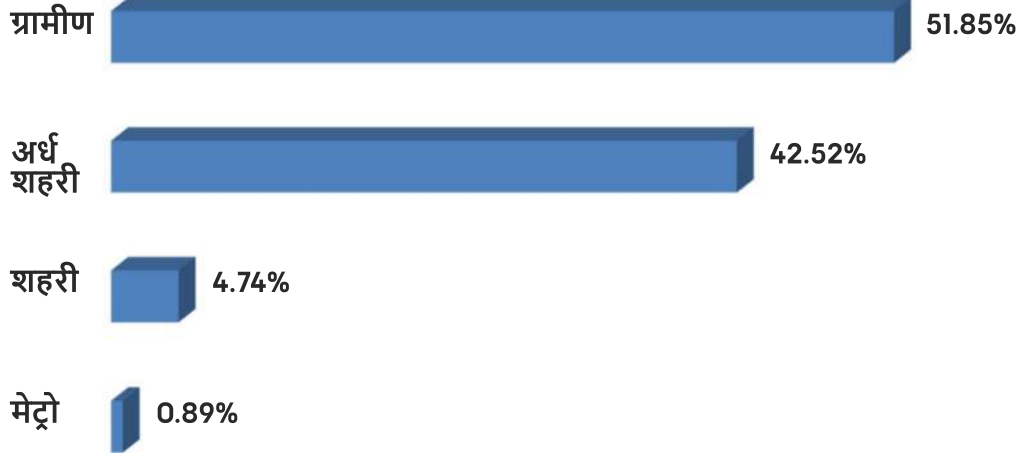 ग्रामीण 51.85%
अर्ध
शहरी 42.52%
शहरी 4.74%
मेट्रो 0.89%